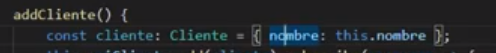 addCliente() {
const cliente: Cliente = { nombre: this.nombre };